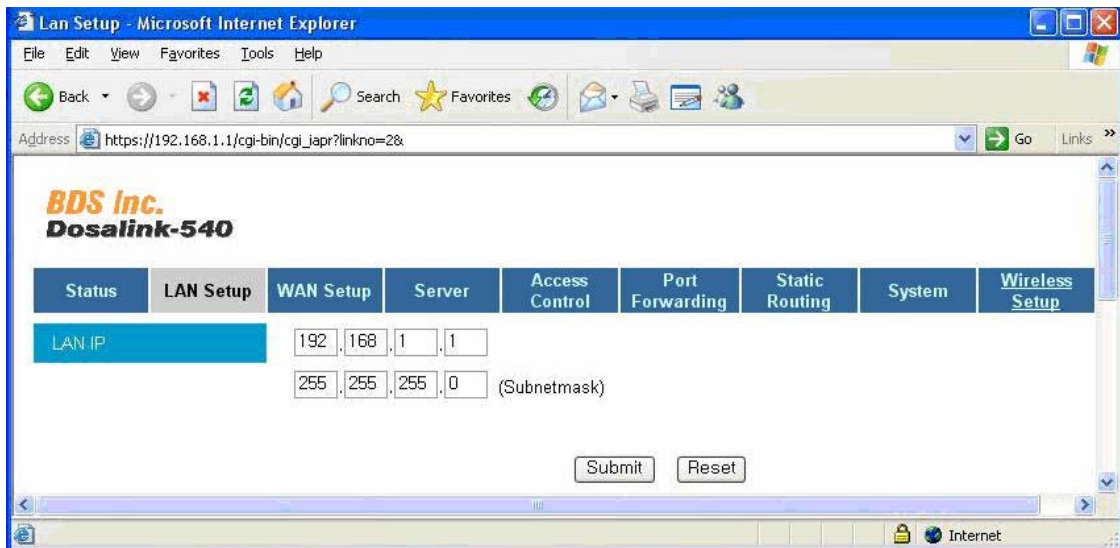 Lan Setup - Microsoft Internet Explorer
File Edit View Favorites Tools Help
Back Search Favorites
Address https://192.168.1.1/cgi-bin/cgi_iapr?linkno=2& Go Links »
BDS Inc.
Dosalink-540
Status LAN Setup WAN Setup Server Access Control Port Forwarding Static Routing System Wireless Setup
LAN IP 192 . 168 . 1 . 1
255 . 255 . 255 . 0 (Subnetmask)
Submit Reset
Internet